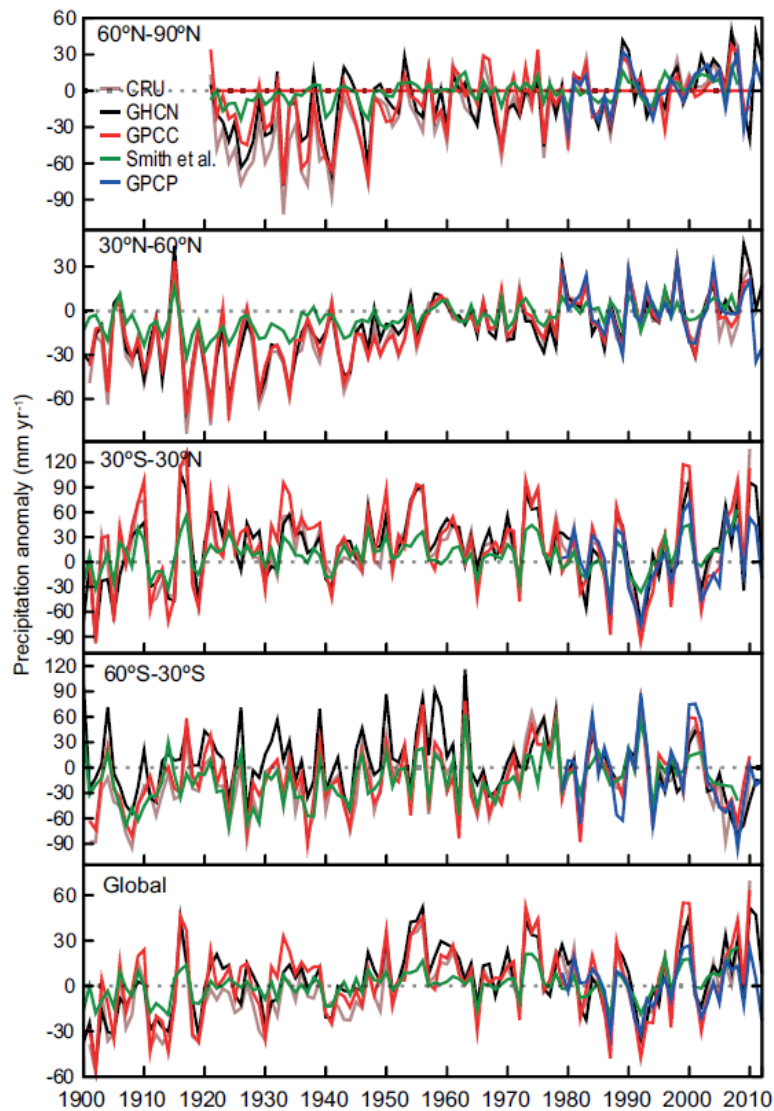 60ºN-90ºN
60
30
0
-30
-60
-90
CRU
GHCN
GPCC
Smith et al.
GPCP
30ºN-60ºN
30
0
-30
-60
30ºS-30ºN
120
90
60
30
0
-30
-60
-90
Precipitation anomaly (mm yr⁻¹)
60ºS-30ºS
120
90
60
30
0
-30
-60
-90
Global
60
30
0
-30
-60
1900 1910 1920 1930 1940 1950 1960 1970 1980 1990 2000 2010